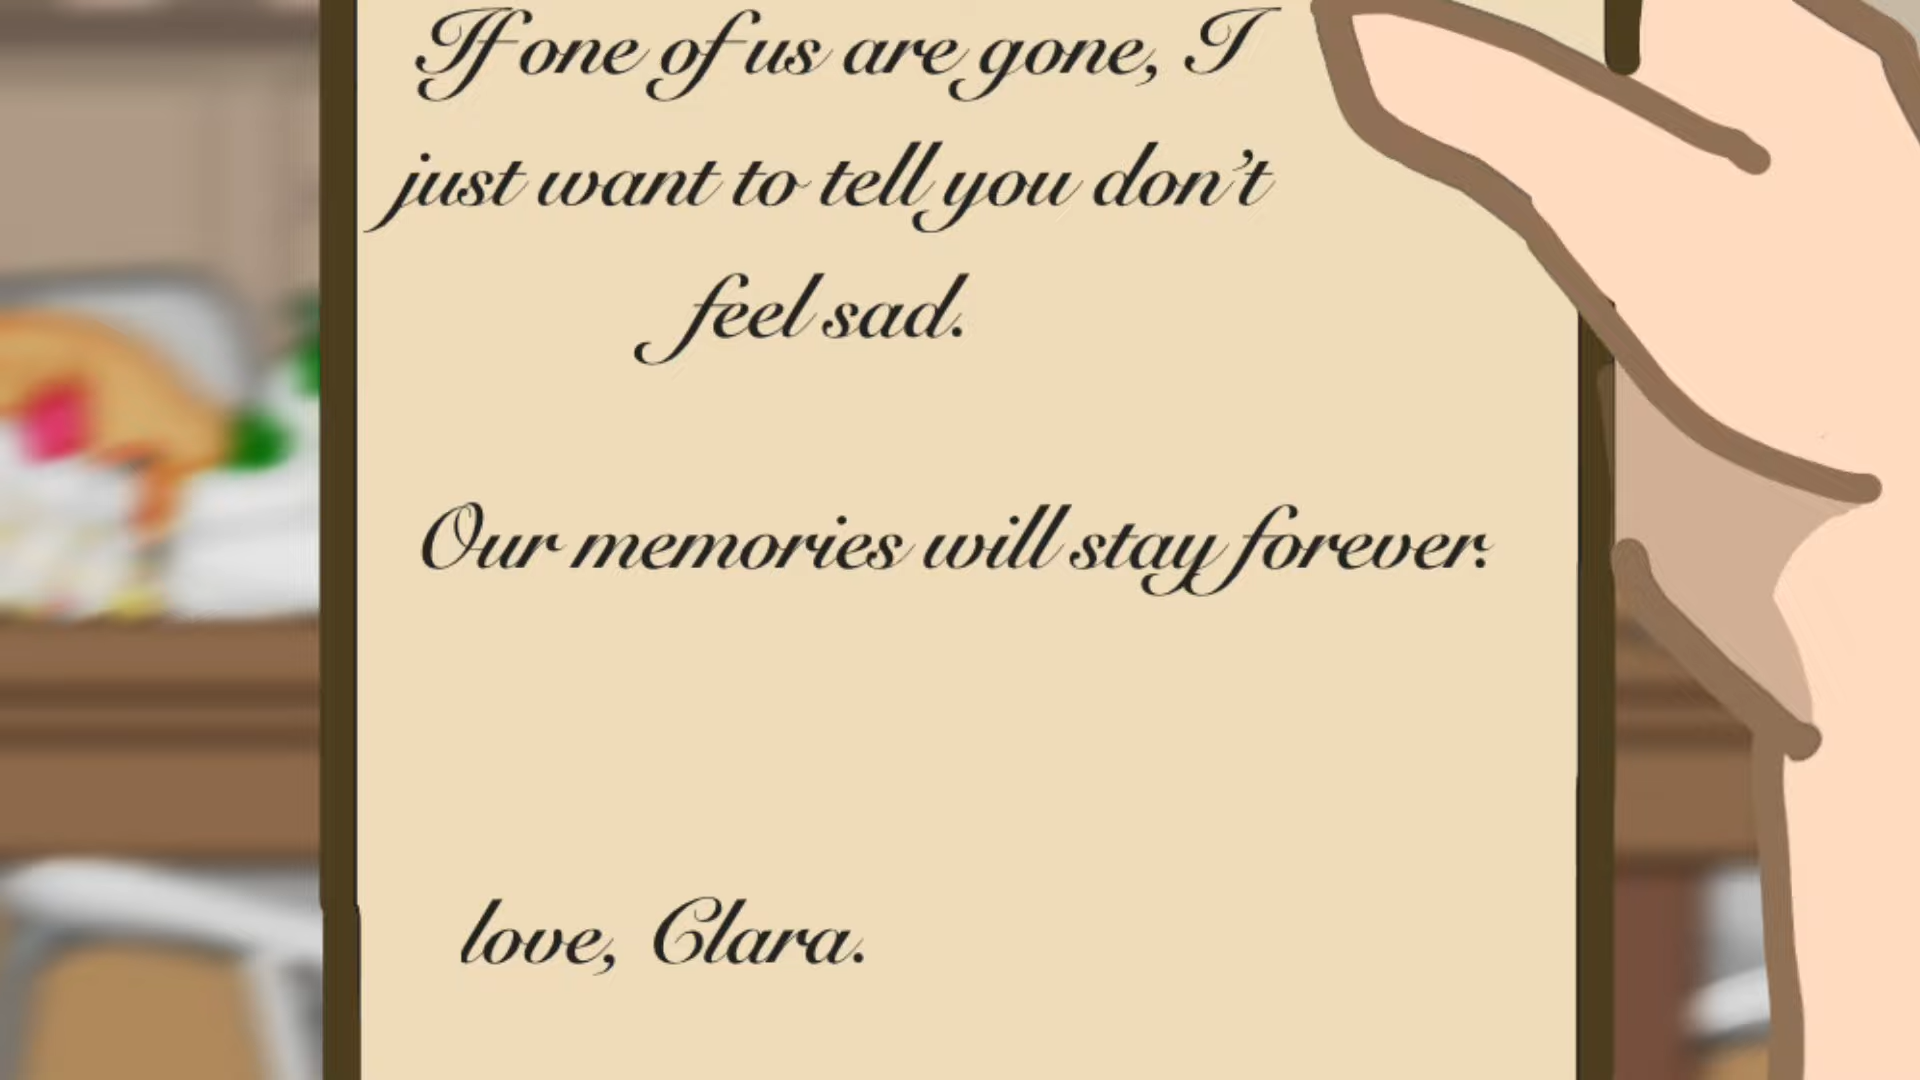 If one of us are gone, I
just want to tell you don't
feel sad.
Our memories will stay forever.
love, Clara.